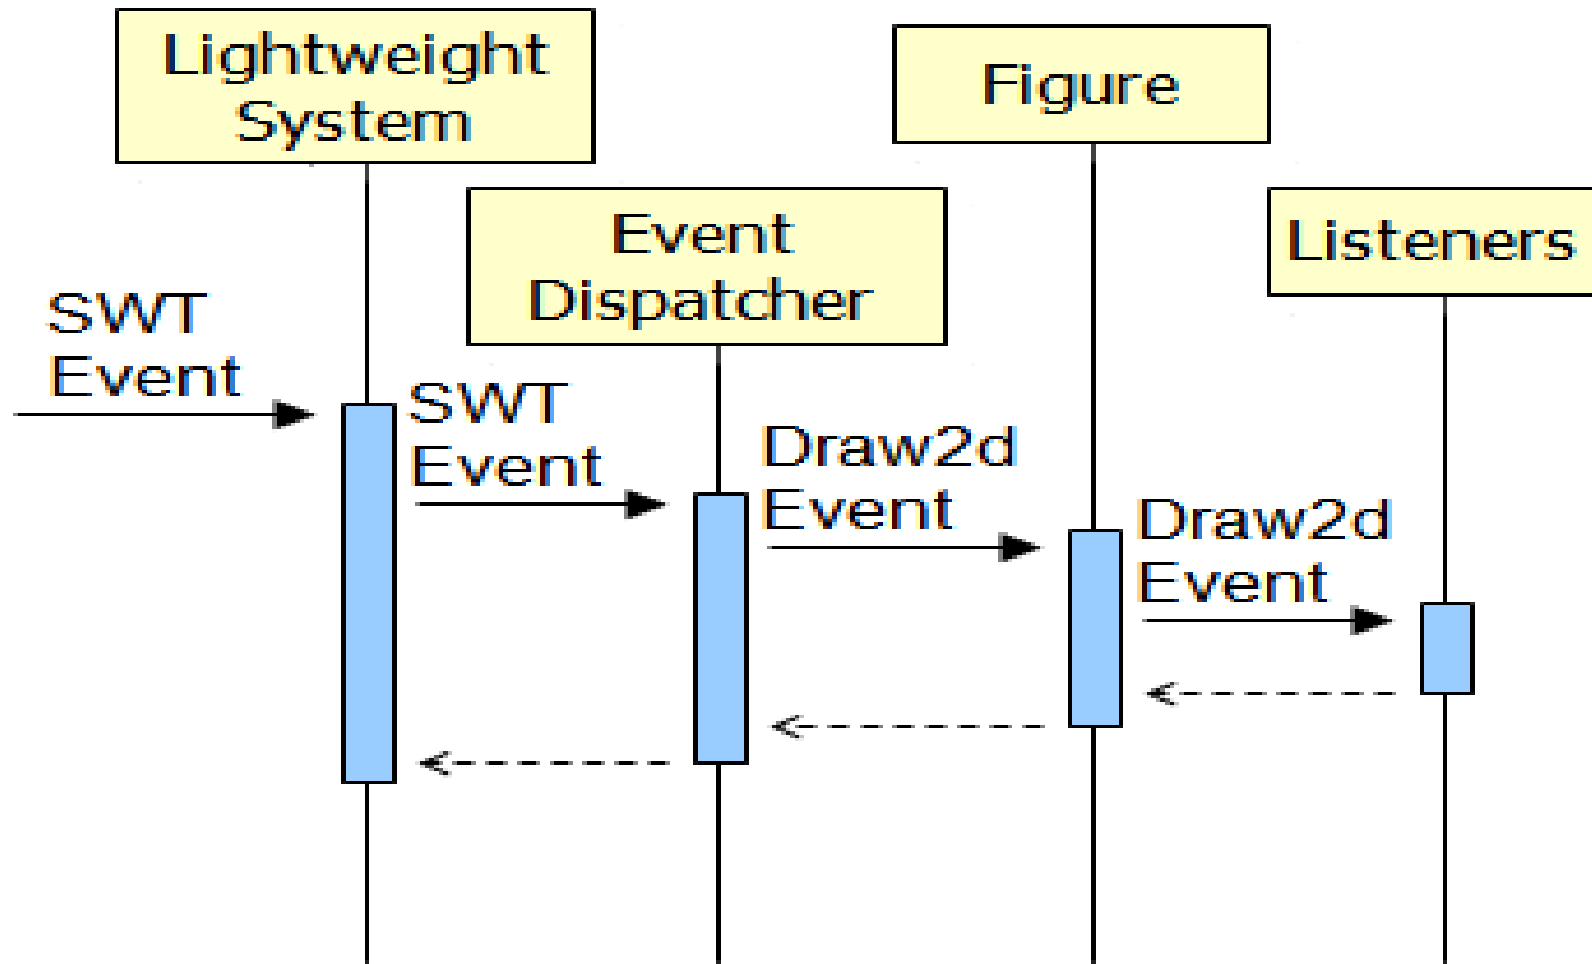 Lightweight
System
Figure
Event
Dispatcher
Listeners
SWT
Event
SWT
Event
Draw2d
Event
Draw2d
Event